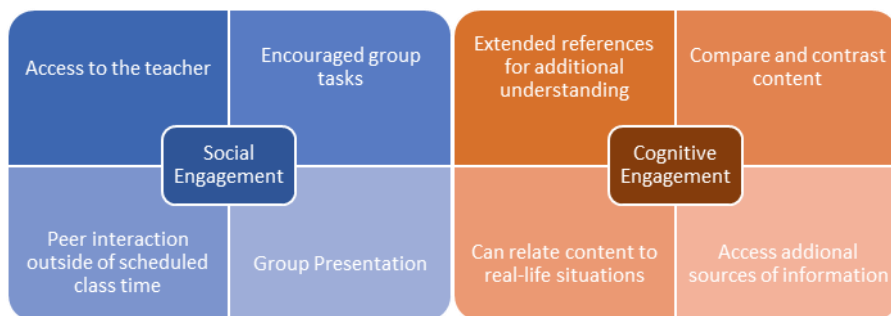 Access to the teacher
Encouraged group
tasks
Social
Engagement
Peer interaction
outside of scheduled
class time
Group Presentation
Extended references
for additional
understanding
Compare and contrast
content
Cognitive
Engagement
Can relate content to
real-life situations
Access addional
sources of information